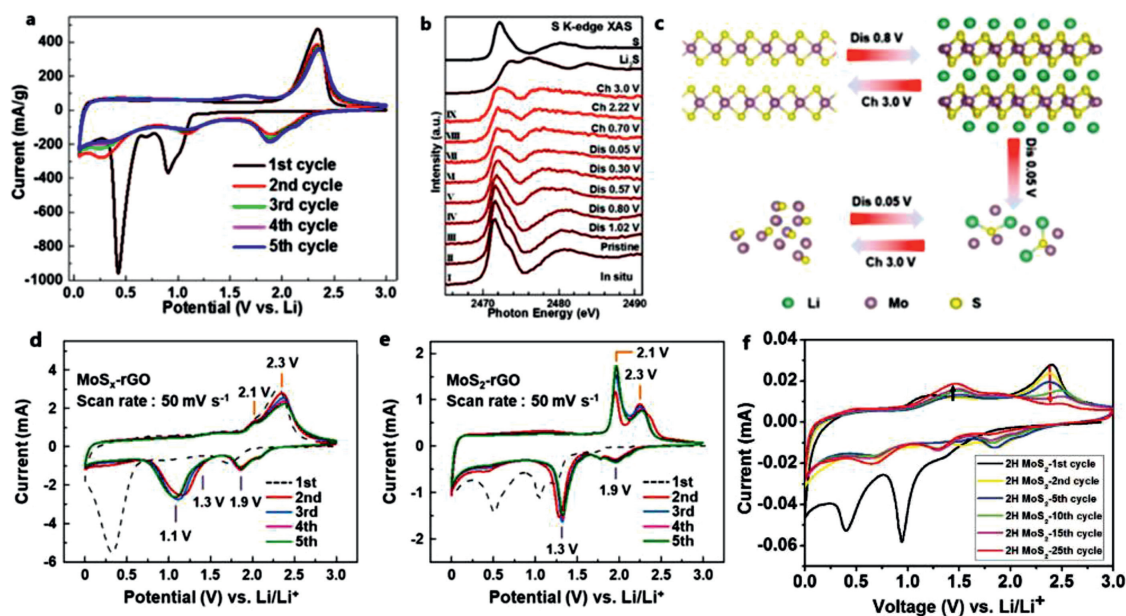 a
Current (mA/g)
400
200
0
-200
-400
-600
-800
-1000
0.0 0.5 1.0 1.5 2.0 2.5 3.0
Potential (V vs. Li)
1st cycle
2nd cycle
3rd cycle
4th cycle
5th cycle
b
S K-edge XAS
Intensity (a.u.)
S
Li2S
Ch 3.0 V
IX
Ch 2.22 V
VIII
Ch 0.70 V
VII
Dis 0.05 V
VI
Dis 0.30 V
V
Dis 0.57 V
IV
Dis 0.80 V
III
Dis 1.02 V
II
Pristine
I
In situ
2470 2480 2490
Photon Energy (eV)
c
Dis 0.8 V
Ch 3.0 V
Dis 0.05 V
Dis 0.05 V
Ch 3.0 V
Li Mo S
d
MoSx-rGO
Scan rate : 50 mV s-1
2.1 V
2.3 V
1.1 V
1.3 V
1.9 V
1st
2nd
3rd
4th
5th
Current (mA)
4
2
0
-2
-4
-6
0 0.5 1.0 1.5 2.0 2.5 3.0
Potential (V) vs. Li/Li+
e
MoS2-rGO
Scan rate : 50 mV s-1
2.1 V
2.3 V
1.9 V
1.3 V
1st
2nd
3rd
4th
5th
Current (mA)
2
1
0
-1
-2
0 0.5 1.0 1.5 2.0 2.5 3.0
Potential (V) vs. Li/Li+
f
Current (mA)
0.04
0.02
0.00
-0.02
-0.04
-0.06
2H MoS2-1st cycle
2H MoS2-2nd cycle
2H MoS2-5th cycle
2H MoS2-10th cycle
2H MoS2-15th cycle
2H MoS2-25th cycle
0.0 0.5 1.0 1.5 2.0 2.5 3.0
Voltage (V) vs. Li/Li+